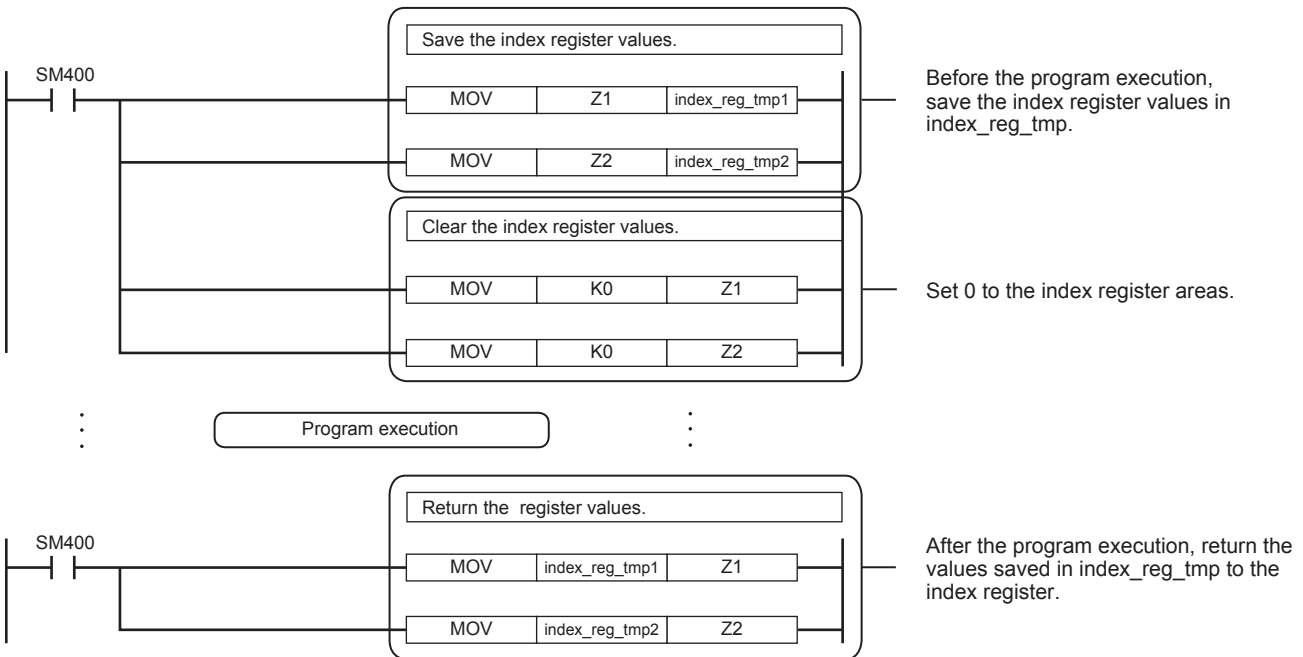 Save the index register values.
SM400
MOV Z1 index_reg_tmp1
Before the program execution,
save the index register values in
index_reg_tmp.
MOV Z2 index_reg_tmp2
Clear the index register values.
MOV K0 Z1
Set 0 to the index register areas.
MOV K0 Z2
Program execution
Return the register values.
SM400
MOV index_reg_tmp1 Z1
After the program execution, return the
values saved in index_reg_tmp to the
index register.
MOV index_reg_tmp2 Z2